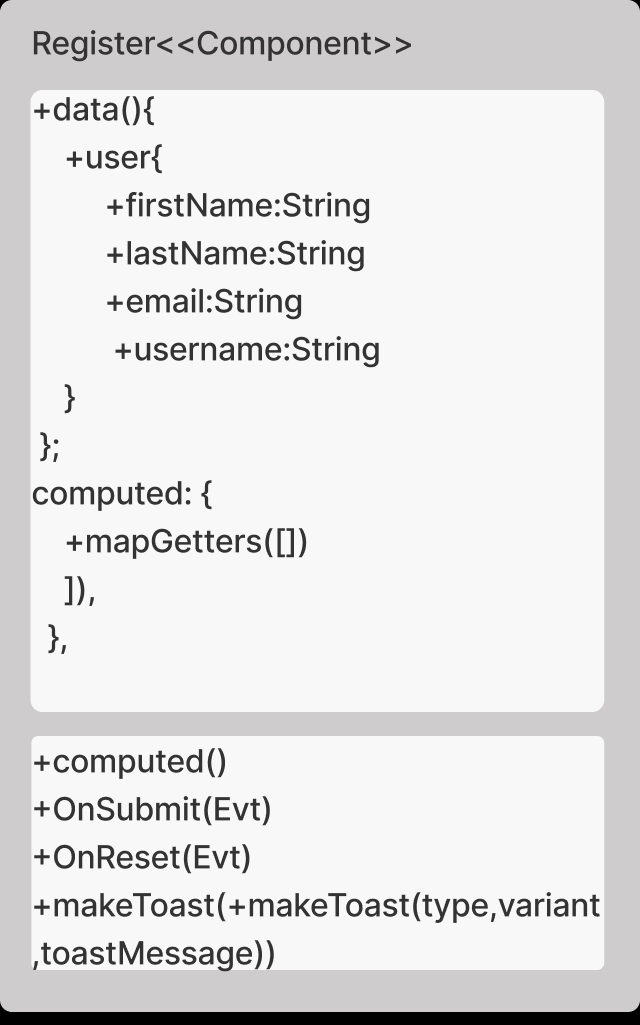 Register<<Component>>
+data(){
+user{
+firstName:String
+lastName:String
+email:String
+username:String
}
};
computed: {
+mapGetters([])
]),
},
+computed()
+OnSubmit(Evt)
+OnReset(Evt)
+makeToast(+makeToast(type,variant
,toastMessage))